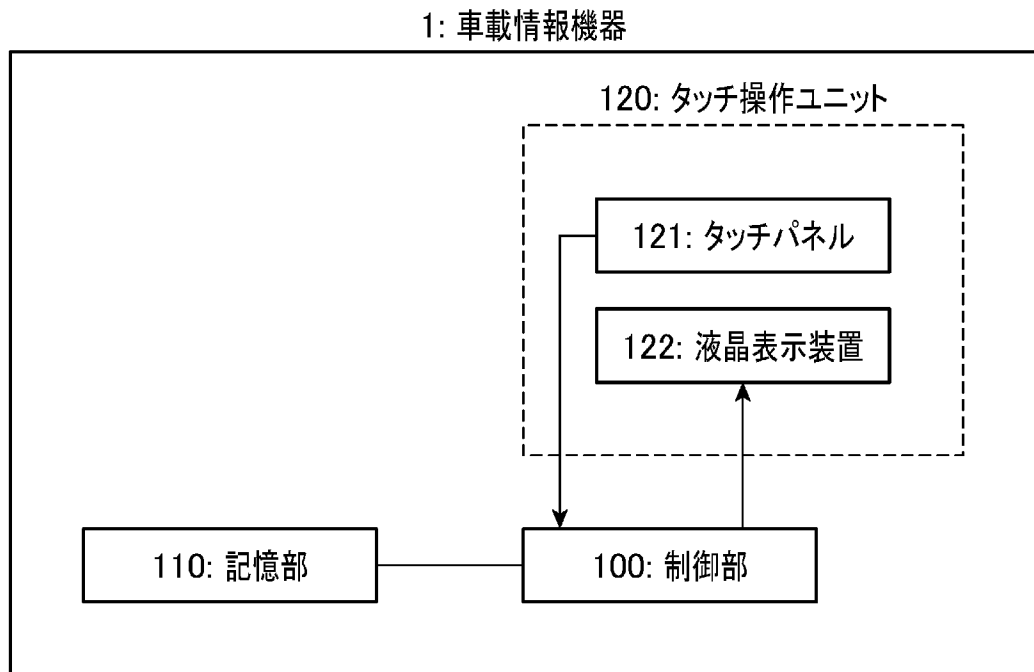 1: 車載情報機器
120: タッチ操作ユニット
121: タッチパネル
122: 液晶表示装置
110: 記憶部
100: 制御部